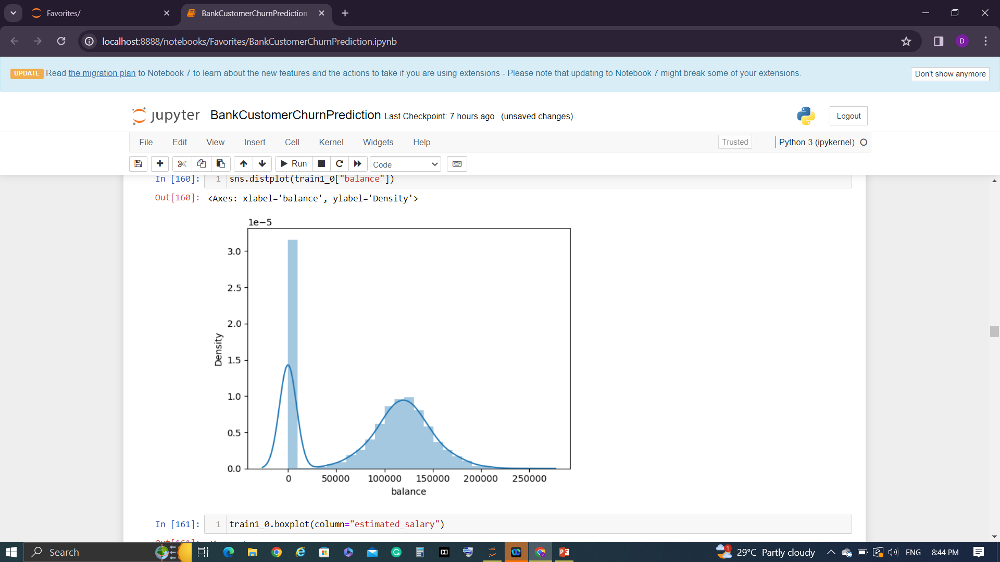 Favorites/
BankCustomerChurnPrediction
localhost:8888/notebooks/Favorites/BankCustomerChurnPrediction.ipynb
D
UPDATE Read the migration plan to Notebook 7 to learn about the new features and the actions to take if you are using extensions - Please note that updating to Notebook 7 might break some of your extensions.
Don't show anymore
jupyter BankCustomerChurnPrediction Last Checkpoint: 7 hours ago (unsaved changes)
Logout
File Edit View Insert Cell Kernel Widgets Help
Trusted
Python 3 (ipykernel)
Run
Code
In [160]: 1 sns.distplot(train1_0["balance"])
Out[160]: <Axes: xlabel='balance', ylabel='Density'>
1e−5
3.0
2.5
2.0
1.5
1.0
0.5
0.0
Density
0 50000 100000 150000 200000 250000
balance
In [161]: 1 train1_0.boxplot(column="estimated_salary")
Search
1
29°C Partly cloudy
ENG
8:44 PM